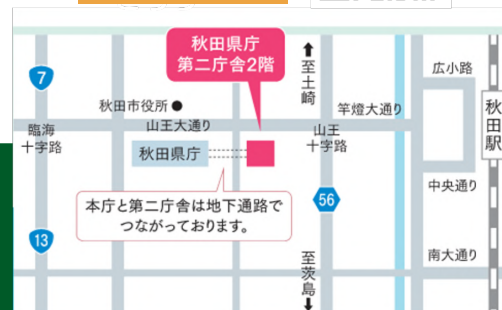 秋田県庁
第二庁舎2階
7
至土崎
広小路
秋田市役所
竿燈大通り
秋田駅
臨海
十字路
山王大通り
山王
十字路
秋田県庁
中央通り
本庁と第二庁舎は地下通路で
つながっております。
56
13
南大通り
至茨島